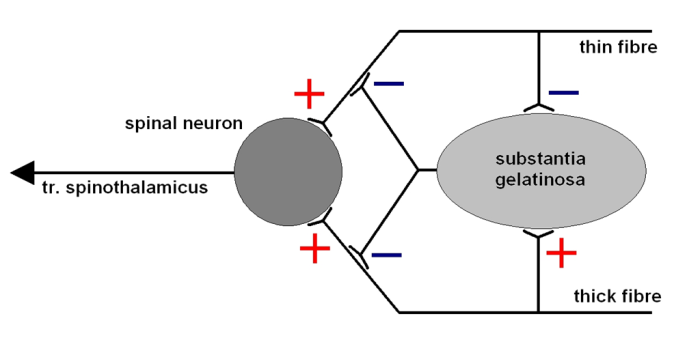 thin fibre
+
−
−
spinal neuron
substantia
gelatinosa
tr. spinothalamicus
+
−
+
thick fibre